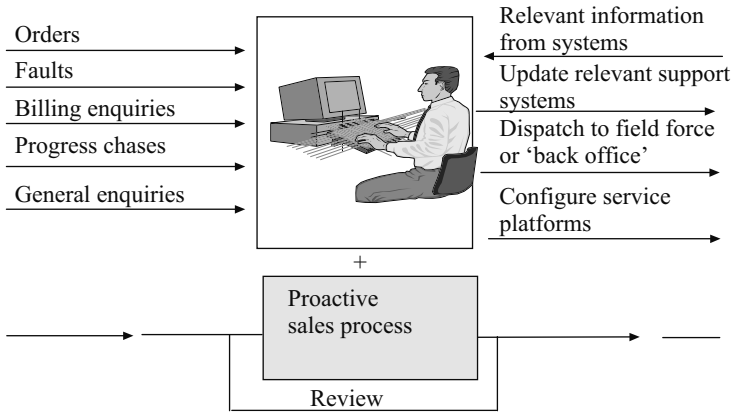 Orders
Faults
Billing enquiries
Progress chases
General enquiries
Relevant information
from systems
Update relevant support
systems
Dispatch to field force
or ‘back office’
Configure service
platforms
+
Proactive
sales process
Review